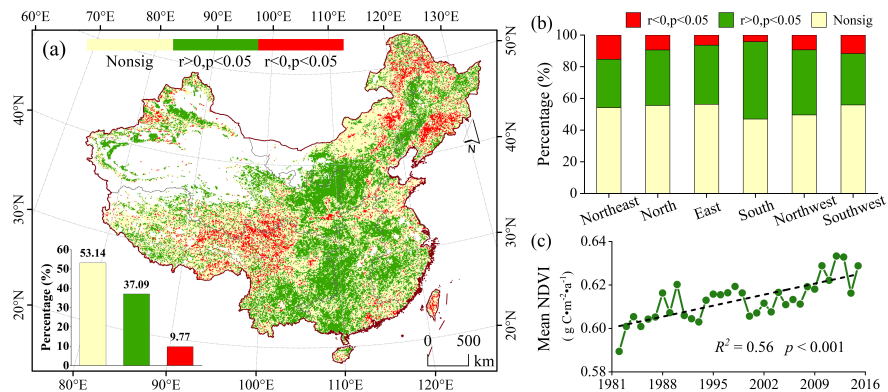 60°E 70°E 80°E 90°E 100°E 110°E 120°E 130°E
(a)
Nonsig r>0,p<0.05 r<0,p<0.05
50°N
40°N
30°N
20°N
40°N
30°N
20°N
N
Percentage (%)
60
50
40
30
20
10
0
53.14
37.09
9.77
0 500
km
80°E 90°E 100°E 110°E 120°E
(b)
r<0,p<0.05 r>0,p<0.05 Nonsig
Percentage (%)
100
80
60
40
20
0
Northeast North East South Northwest Southwest
(c)
Mean NDVI
( g C•m⁻²•a⁻¹)
0.64
0.62
0.60
0.58
R² = 0.56 p < 0.001
1981 1988 1995 2002 2009 2016